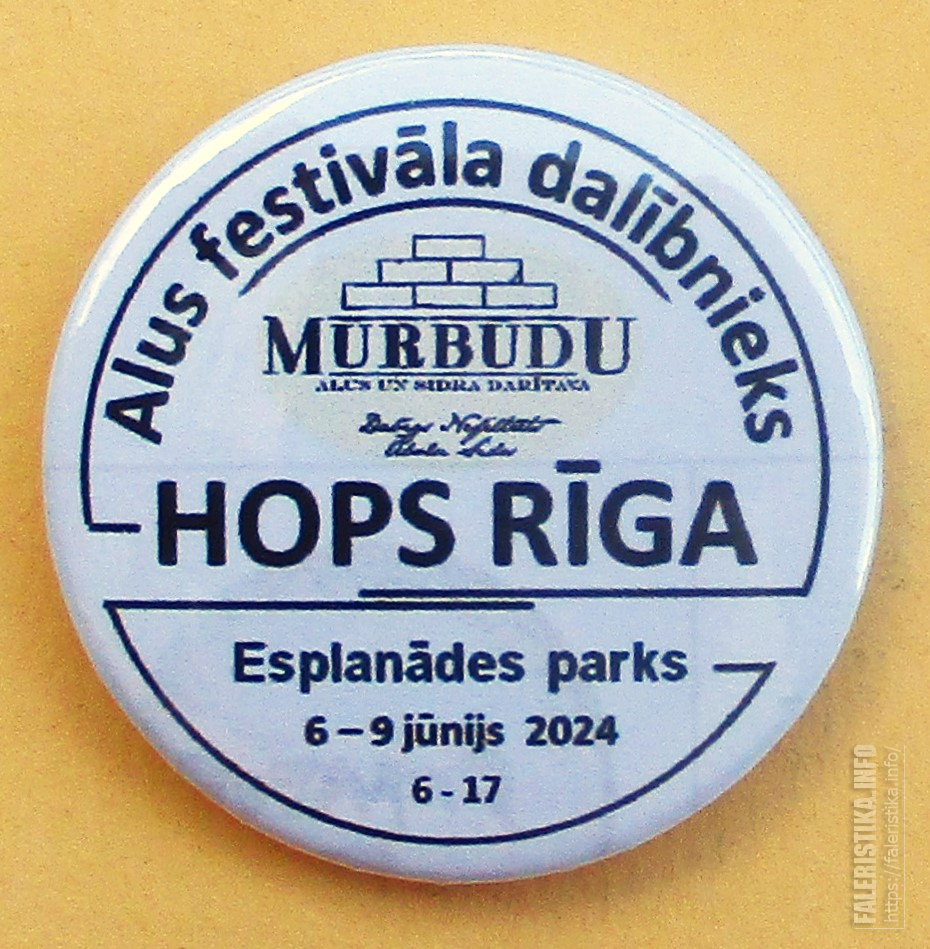 Alus festivāla dalībnieks
MURBUDU
ALUS UN SIDRA DARĪTAVA
HOPS RĪGA
Esplanādes parks
6 – 9 jūnijs 2024
6 - 17
FALERISTIKA.INFO
https://faleristika.info/